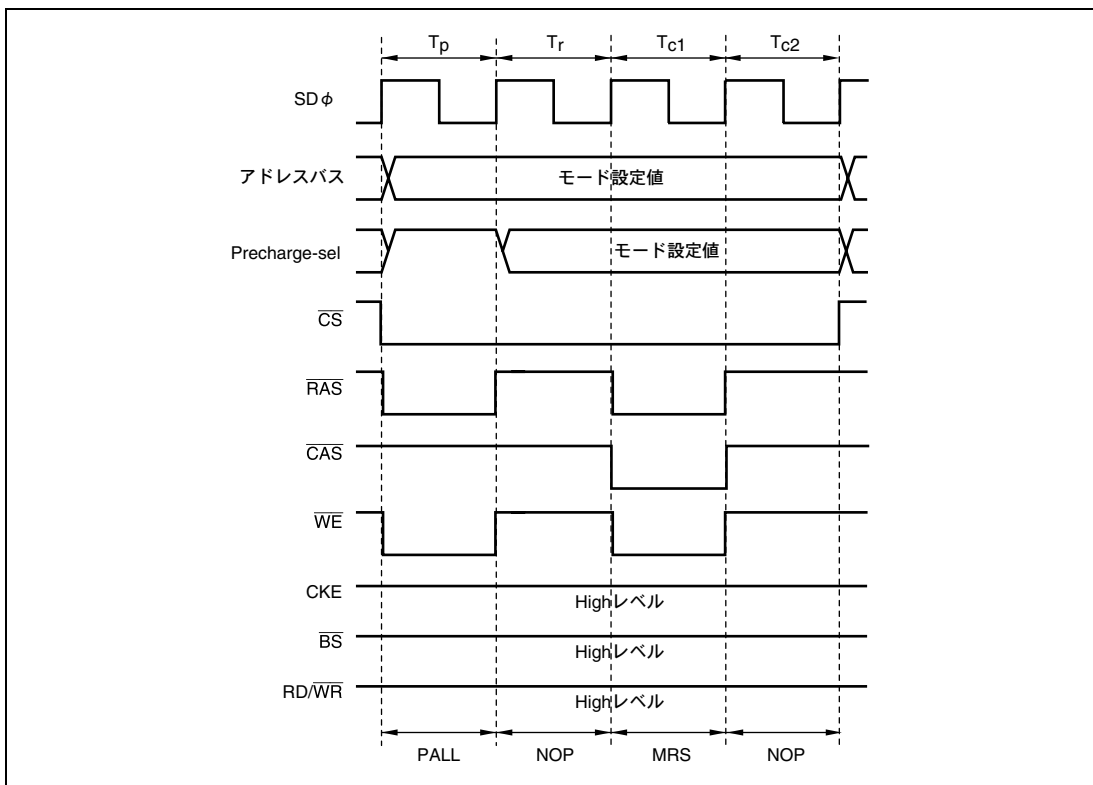 Tp Tr Tc1 Tc2
SDφ
アドレスバス モード設定値
Precharge-sel モード設定値
CS
RAS
CAS
WE
CKE Highレベル
BS Highレベル
RD/WR Highレベル
PALL NOP MRS NOP